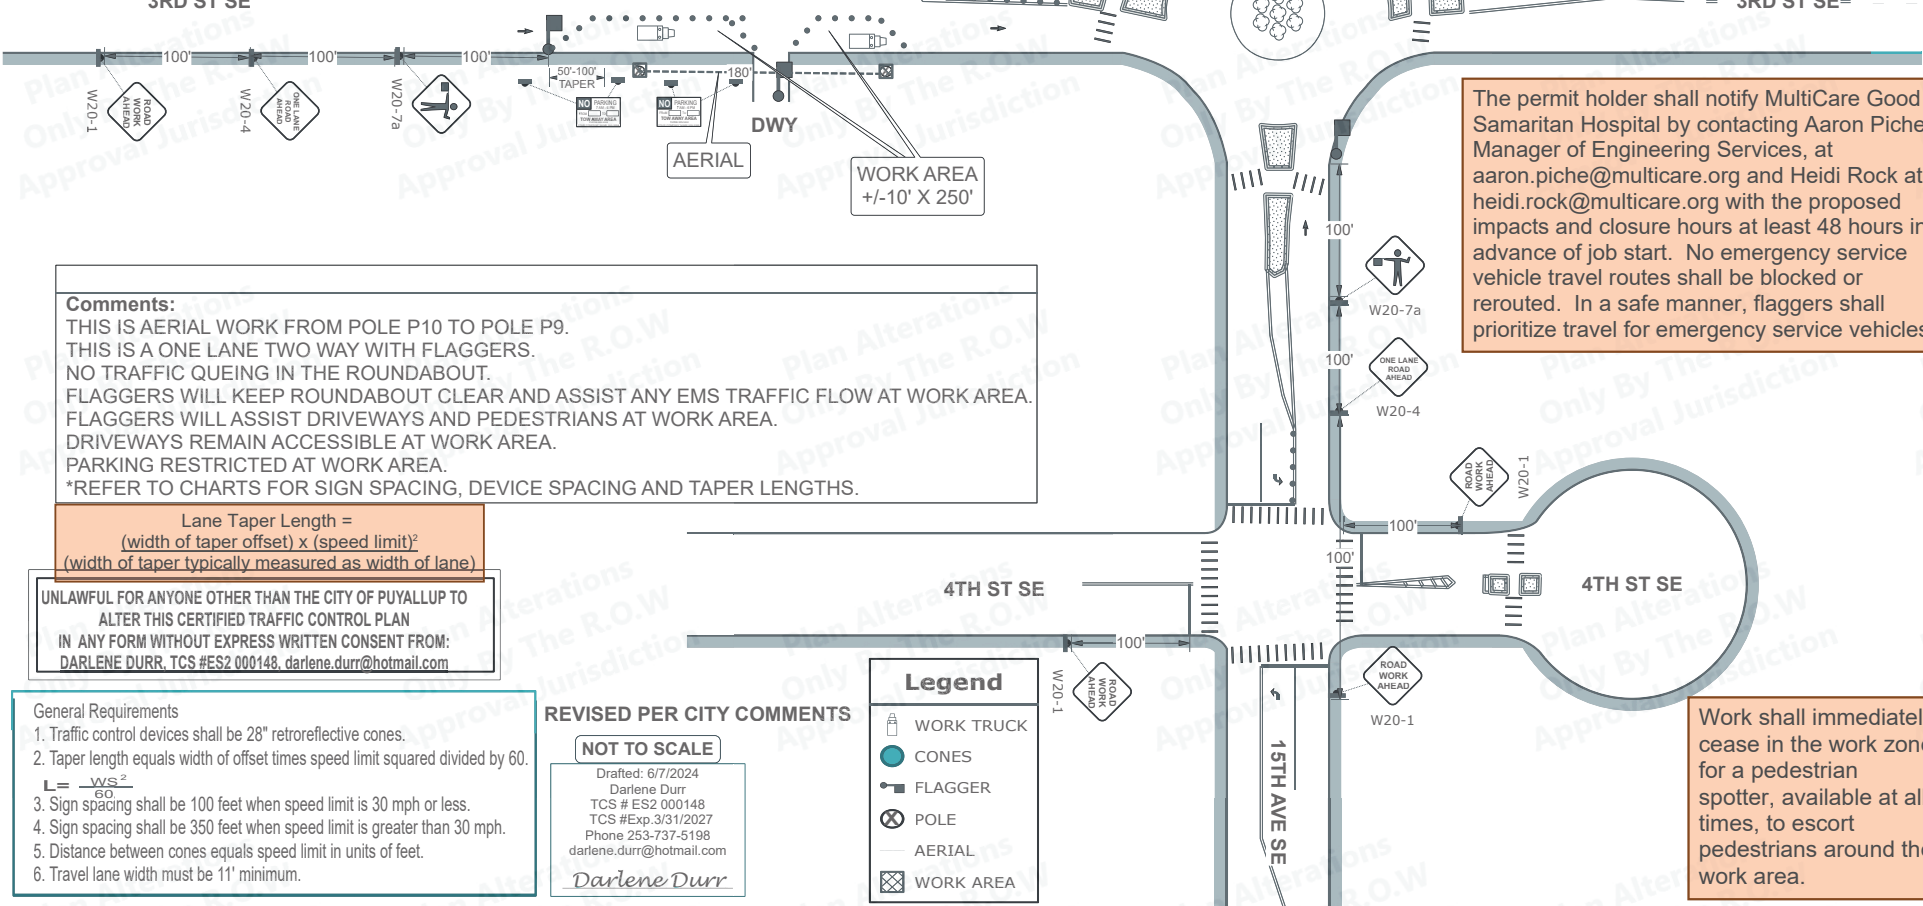 3RD ST SE
3RD ST SE
100'
100'
100'
50'-100'
TAPER
180'
W20-1
ROAD
WORK
AHEAD
W20-4
ONE LANE
ROAD
AHEAD
W20-7a
NO PARKING
TOW AWAY AREA
NO PARKING
TOW AWAY AREA
DWY
AERIAL
WORK AREA
+/-10' X 250'
The permit holder shall notify MultiCare Good
Samaritan Hospital by contacting Aaron Piche
Manager of Engineering Services, at
aaron.piche@multicare.org and Heidi Rock at
heidi.rock@multicare.org with the proposed
impacts and closure hours at least 48 hours in
advance of job start. No emergency service
vehicle travel routes shall be blocked or
rerouted. In a safe manner, flaggers shall
prioritize travel for emergency service vehicles
100'
W20-7a
100'
ONE LANE
ROAD
AHEAD
W20-4
Comments:
THIS IS AERIAL WORK FROM POLE P10 TO POLE P9.
THIS IS A ONE LANE TWO WAY WITH FLAGGERS.
NO TRAFFIC QUEING IN THE ROUNDABOUT.
FLAGGERS WILL KEEP ROUNDABOUT CLEAR AND ASSIST ANY EMS TRAFFIC FLOW AT WORK AREA.
FLAGGERS WILL ASSIST DRIVEWAYS AND PEDESTRIANS AT WORK AREA.
DRIVEWAYS REMAIN ACCESSIBLE AT WORK AREA.
PARKING RESTRICTED AT WORK AREA.
*REFER TO CHARTS FOR SIGN SPACING, DEVICE SPACING AND TAPER LENGTHS.
ROAD
WORK
AHEAD
W20-1
100'
100'
Lane Taper Length =
(width of taper offset) x (speed limit)²
(width of taper typically measured as width of lane)
UNLAWFUL FOR ANYONE OTHER THAN THE CITY OF PUYALLUP TO
ALTER THIS CERTIFIED TRAFFIC CONTROL PLAN
IN ANY FORM WITHOUT EXPRESS WRITTEN CONSENT FROM:
DARLENE DURR, TCS #ES2 000148, darlene.durr@hotmail.com
4TH ST SE
4TH ST SE
100'
W20-1
ROAD
WORK
AHEAD
ROAD
WORK
AHEAD
W20-1
General Requirements
1. Traffic control devices shall be 28" retroreflective cones.
2. Taper length equals width of offset times speed limit squared divided by 60.
L= WS²
60
3. Sign spacing shall be 100 feet when speed limit is 30 mph or less.
4. Sign spacing shall be 350 feet when speed limit is greater than 30 mph.
5. Distance between cones equals speed limit in units of feet.
6. Travel lane width must be 11' minimum.
REVISED PER CITY COMMENTS
NOT TO SCALE
Drafted: 6/7/2024
Darlene Durr
TCS # ES2 000148
TCS #Exp.3/31/2027
Phone 253-737-5198
darlene.durr@hotmail.com
Darlene Durr
Legend
WORK TRUCK
CONES
FLAGGER
POLE
AERIAL
WORK AREA
15TH AVE SE
Work shall immediatel
cease in the work zone
for a pedestrian
spotter, available at al
times, to escort
pedestrians around the
work area.
Plan Alterations
Only By The R.O.W
Approval Jurisdiction